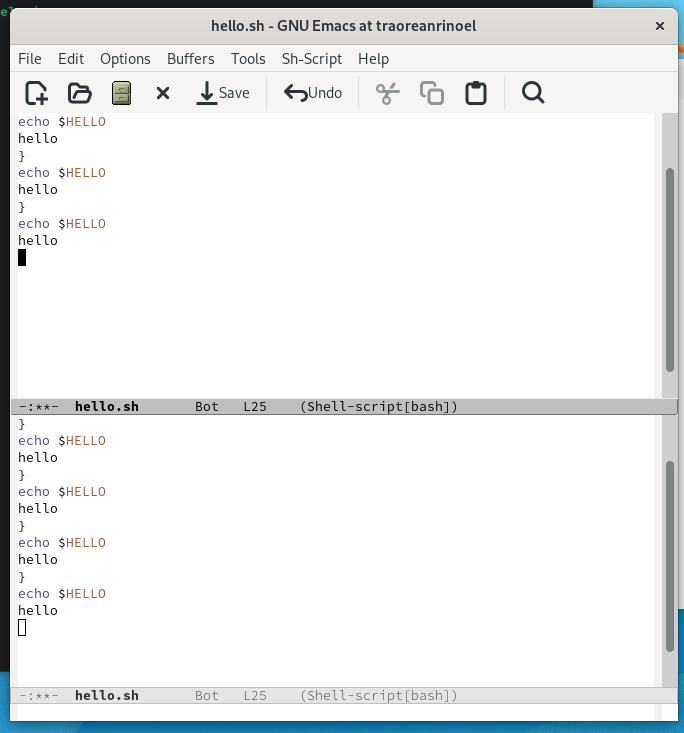 hello.sh - GNU Emacs at traoreanrinoel ×
File Edit Options Buffers Tools Sh-Script Help
Save Undo
echo $HELLO
hello
}
echo $HELLO
hello
}
echo $HELLO
hello
-:**- hello.sh Bot L25 (Shell-script[bash])
}
echo $HELLO
hello
}
echo $HELLO
hello
}
echo $HELLO
hello
}
echo $HELLO
hello
-:**- hello.sh Bot L25 (Shell-script[bash])